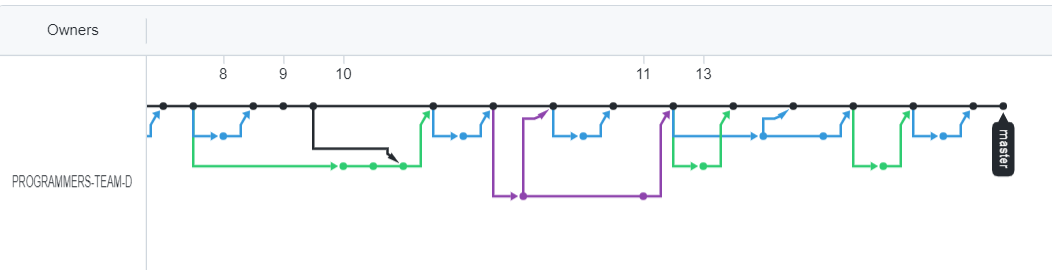 Owners
8 9 10 11 13
PROGRAMMERS-TEAM-D
master